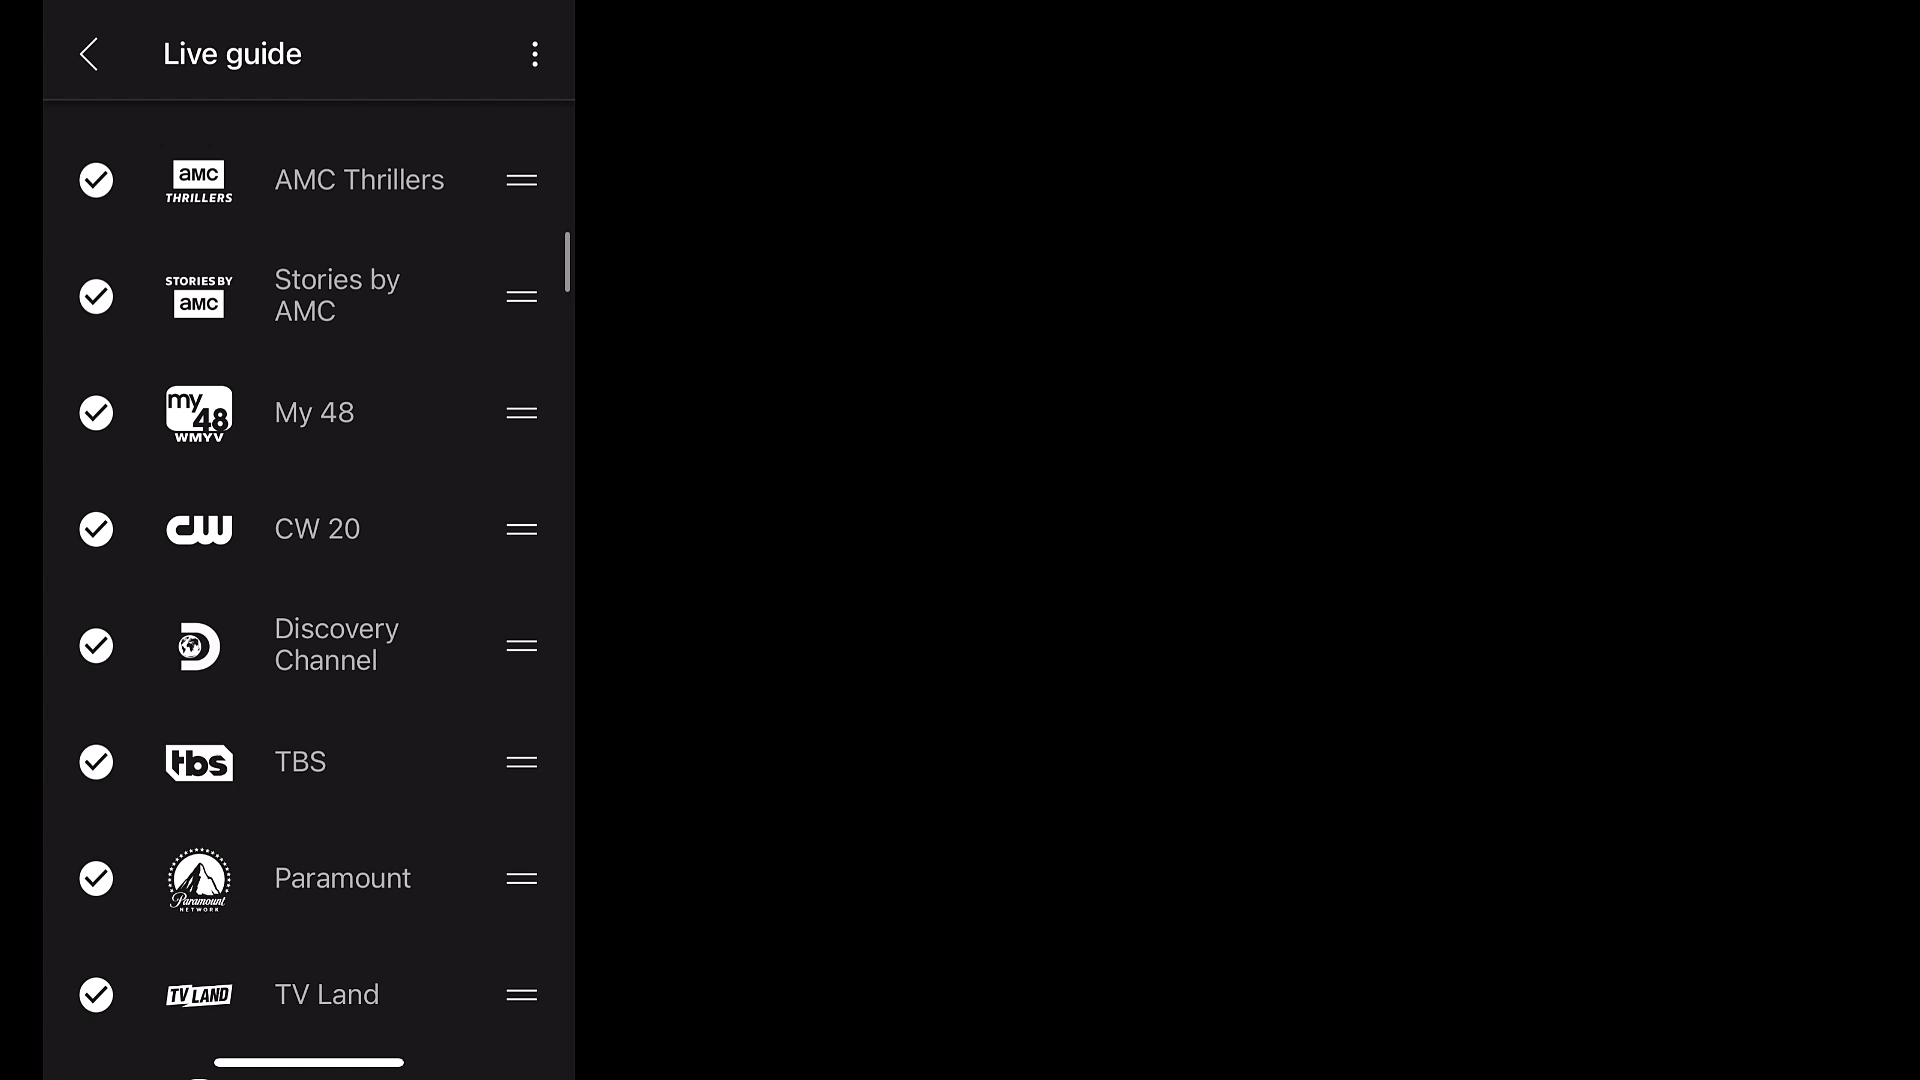 Live guide
aMC
THRILLERS
AMC Thrillers
STORIES BY
aMC
Stories by
AMC
my
48
WMYV
My 48
CW
CW 20
Discovery
Channel
tbs
TBS
Paramount
NETWORK
Paramount
TV LAND
TV Land